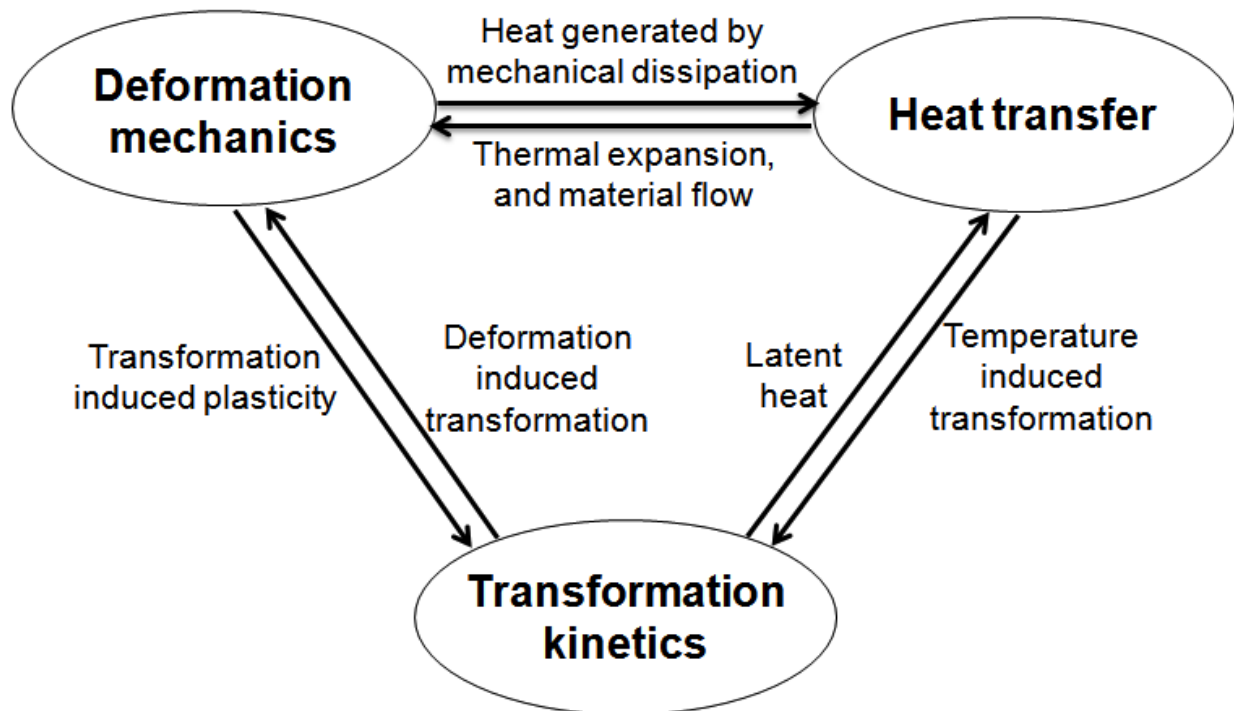 Heat generated by
mechanical dissipation
Deformation
mechanics
Heat transfer
Thermal expansion,
and material flow
Transformation
induced plasticity
Deformation
induced
transformation
Latent
heat
Temperature
induced
transformation
Transformation
kinetics